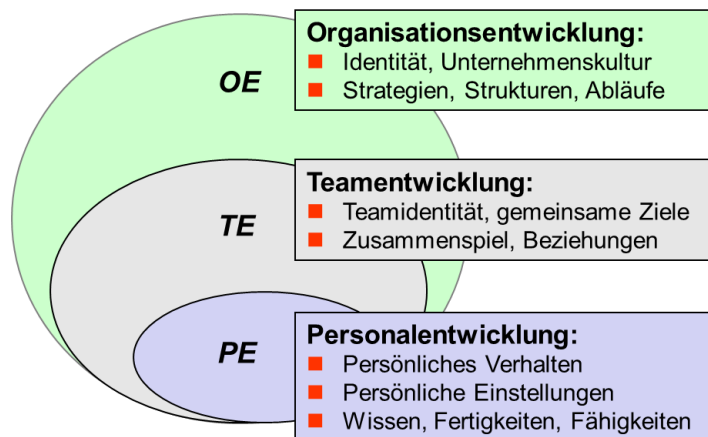 OE
Organisationsentwicklung:
Identität, Unternehmenskultur
Strategien, Strukturen, Abläufe
TE
Teamentwicklung:
Teamidentität, gemeinsame Ziele
Zusammenspiel, Beziehungen
PE
Personalentwicklung:
Persönliches Verhalten
Persönliche Einstellungen
Wissen, Fertigkeiten, Fähigkeiten